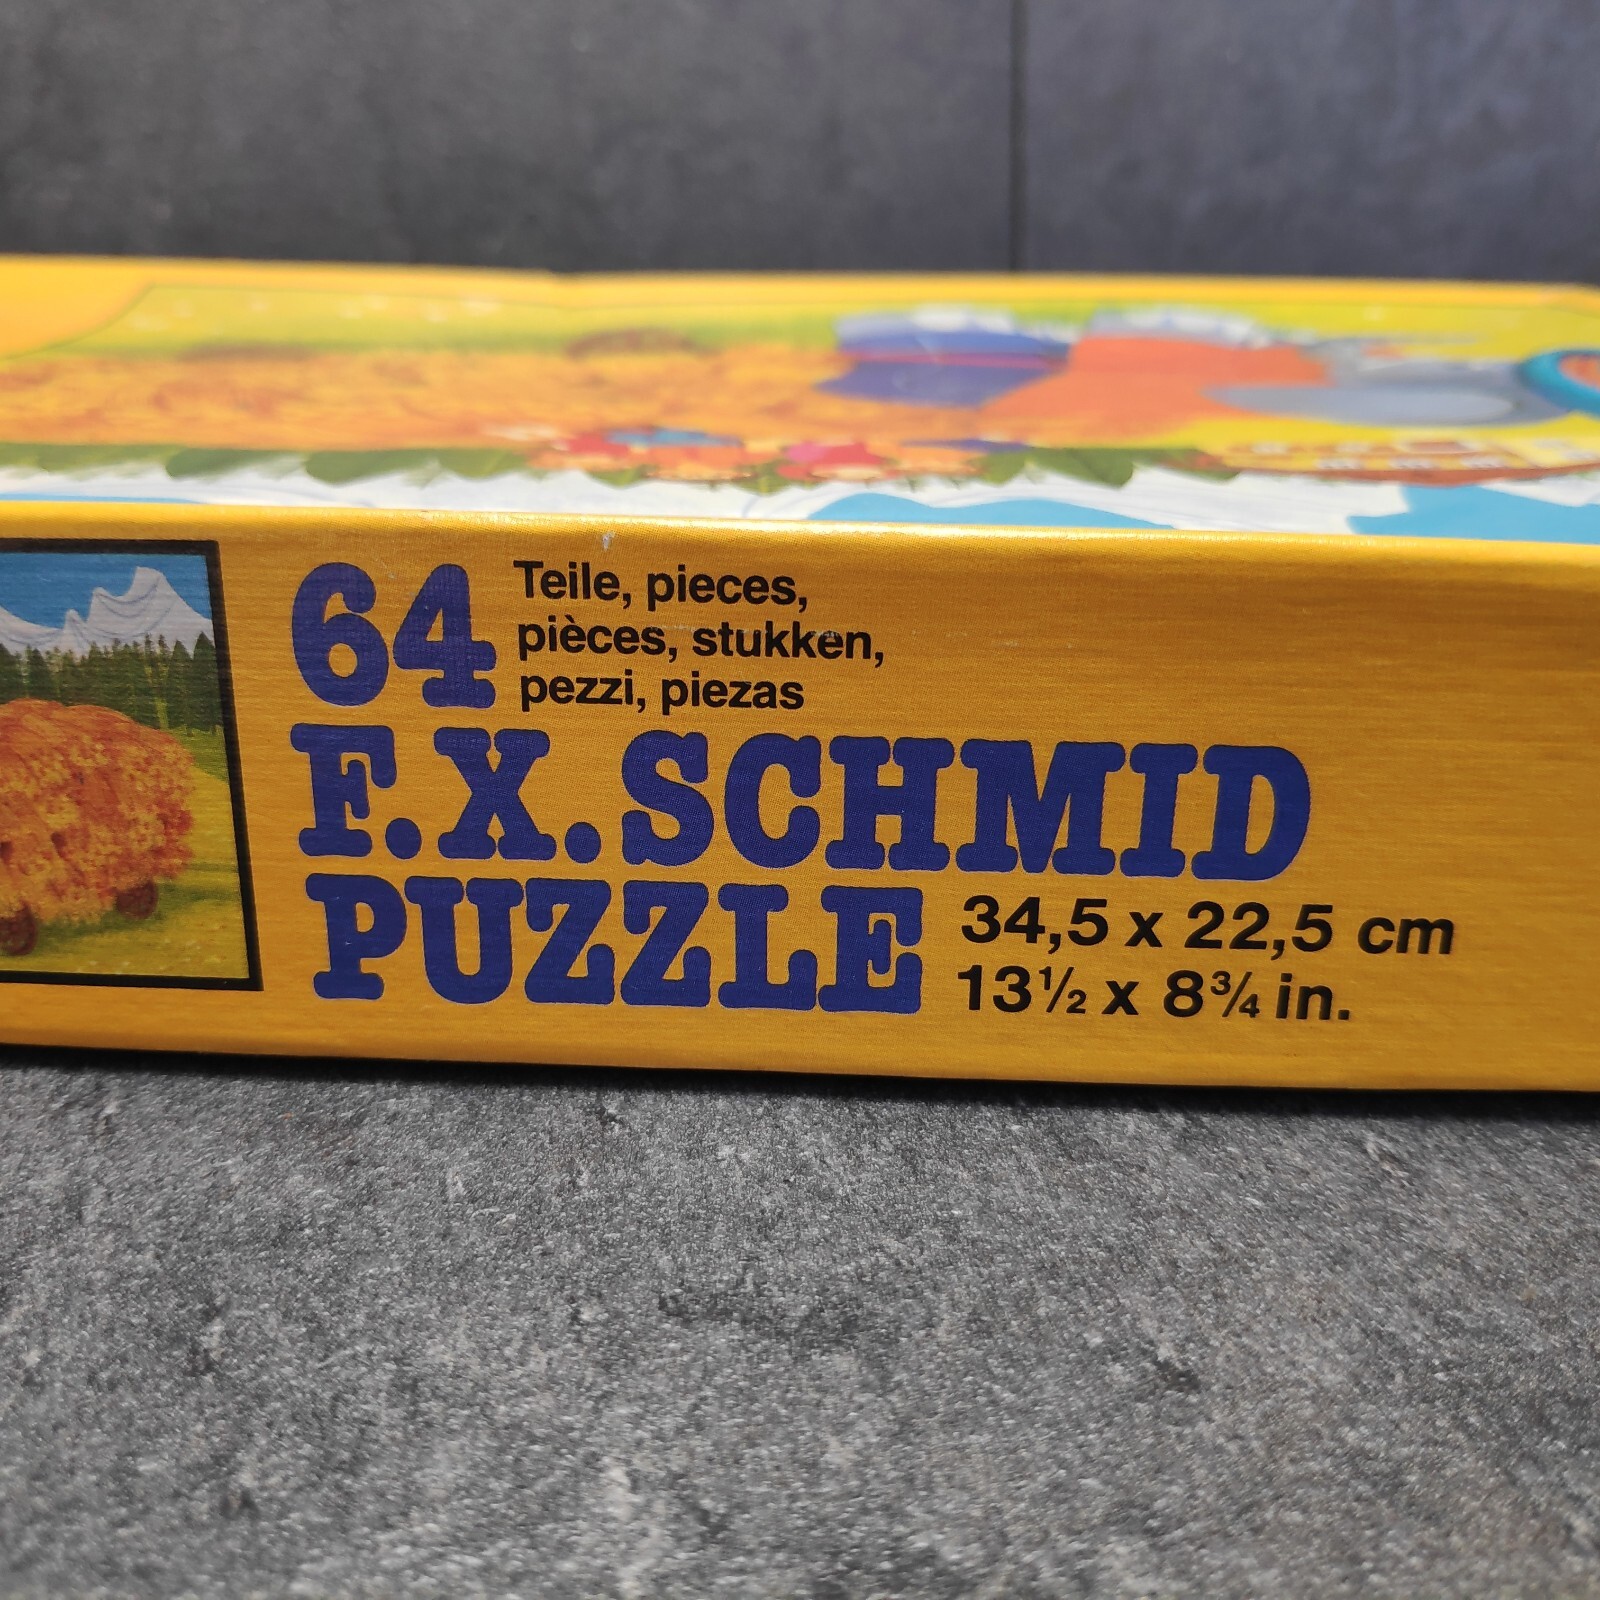 64 Teile, pieces,
pièces, stukken,
pezzi, piezas
F.X. SCHMID
PUZZLE
34,5 x 22,5 cm
13½ x 8¾ in.